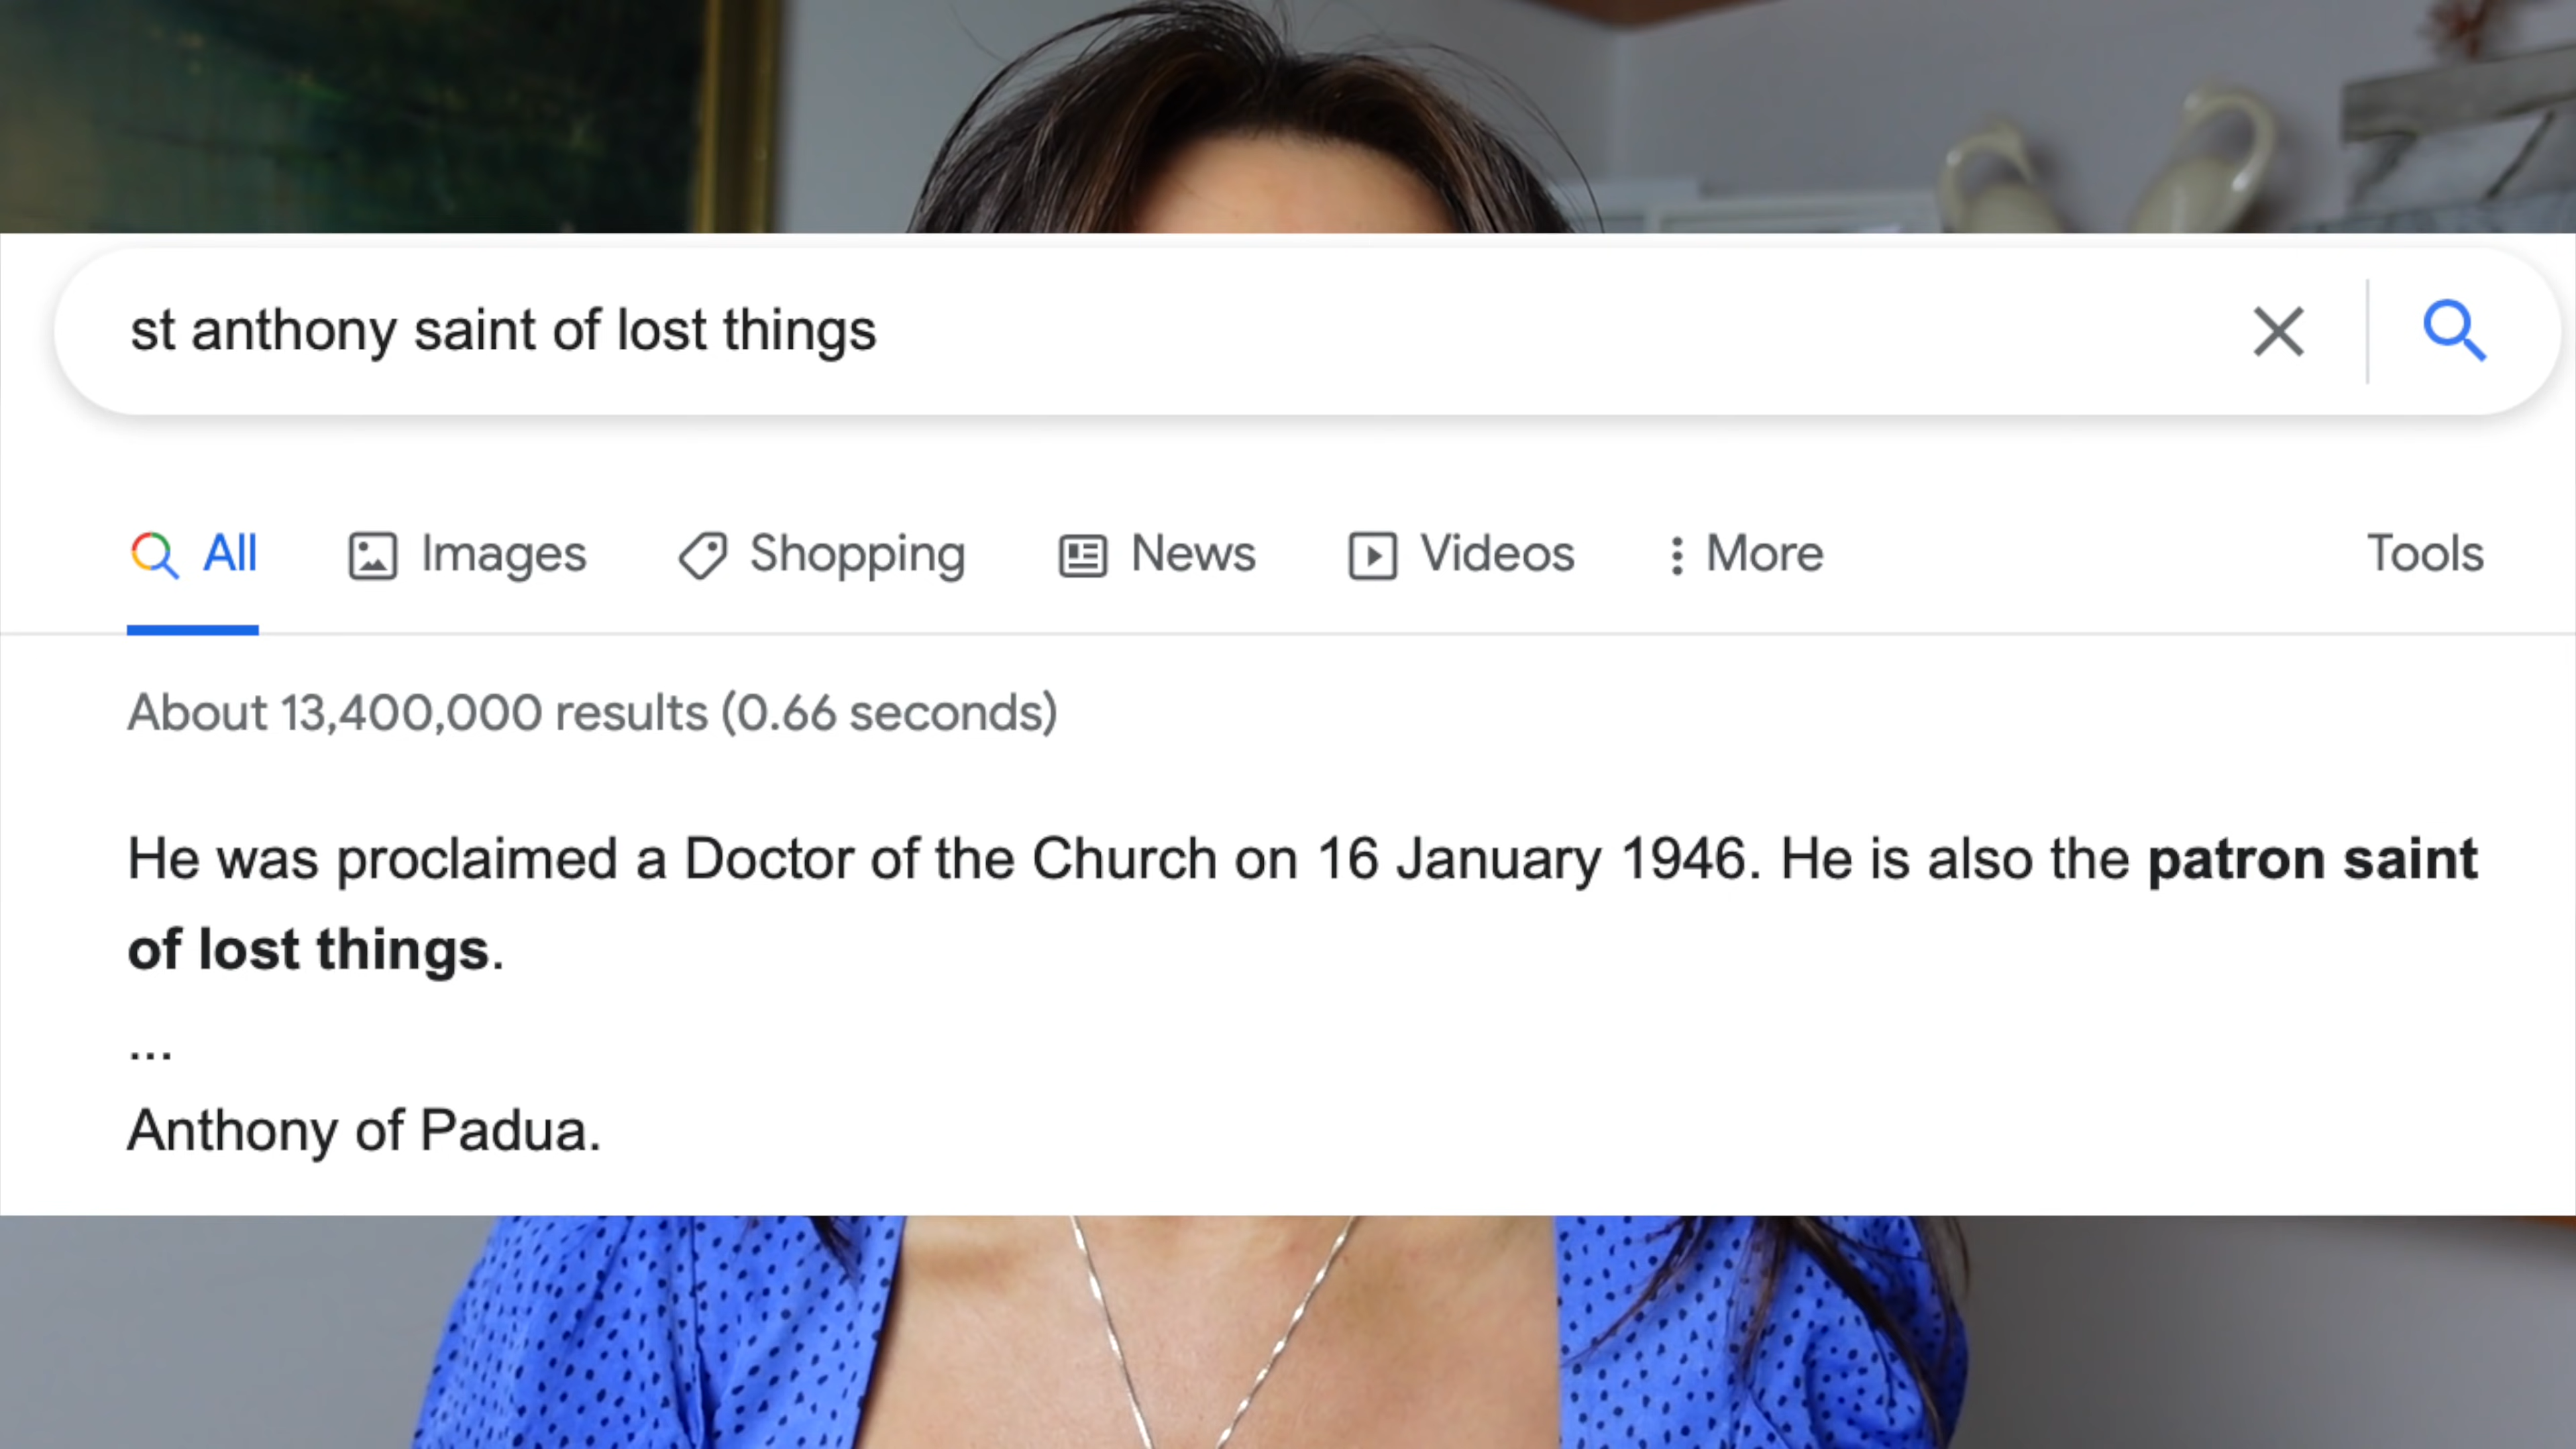 st anthony saint of lost things
All Images Shopping News Videos More Tools
About 13,400,000 results (0.66 seconds)
He was proclaimed a Doctor of the Church on 16 January 1946. He is also the patron saint
of lost things.
...
Anthony of Padua.